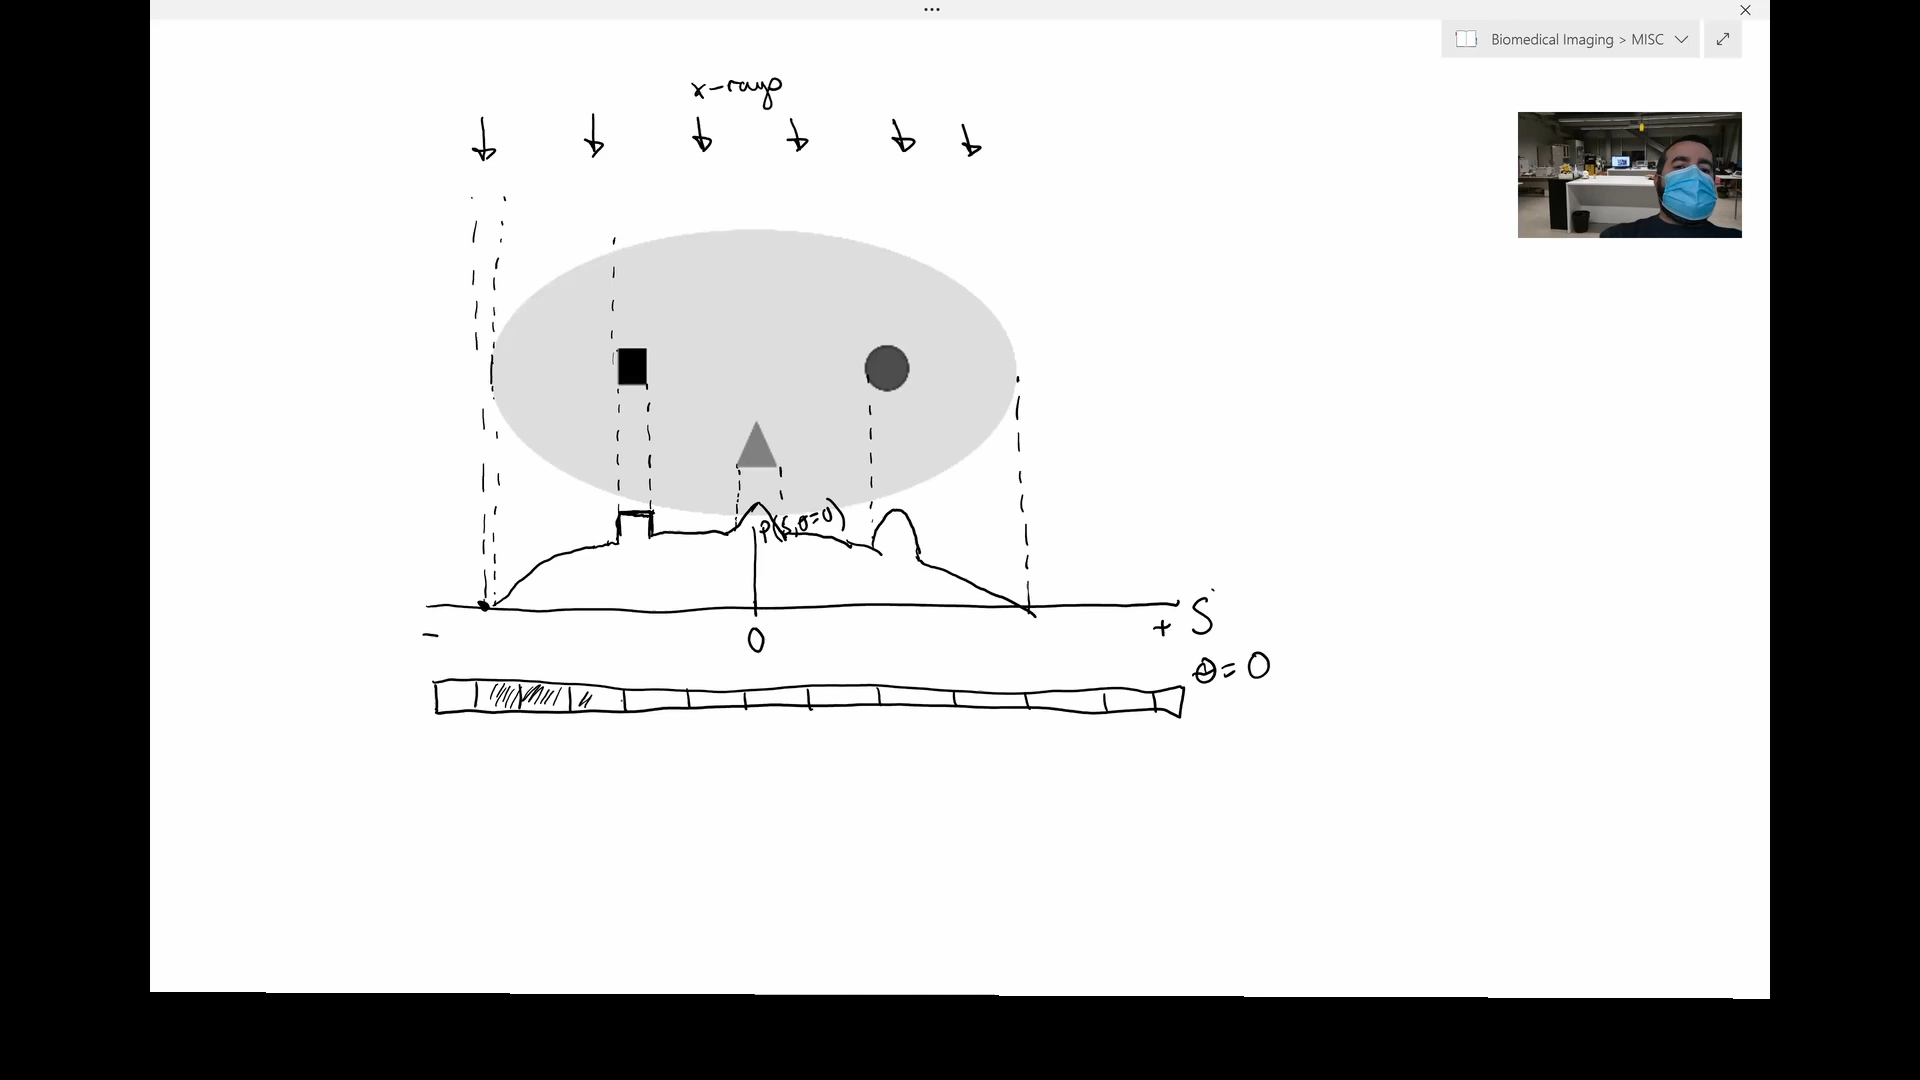 Biomedical Imaging > MISC
x-rays
P(S,θ=0)
S
- 0 +
θ= 0